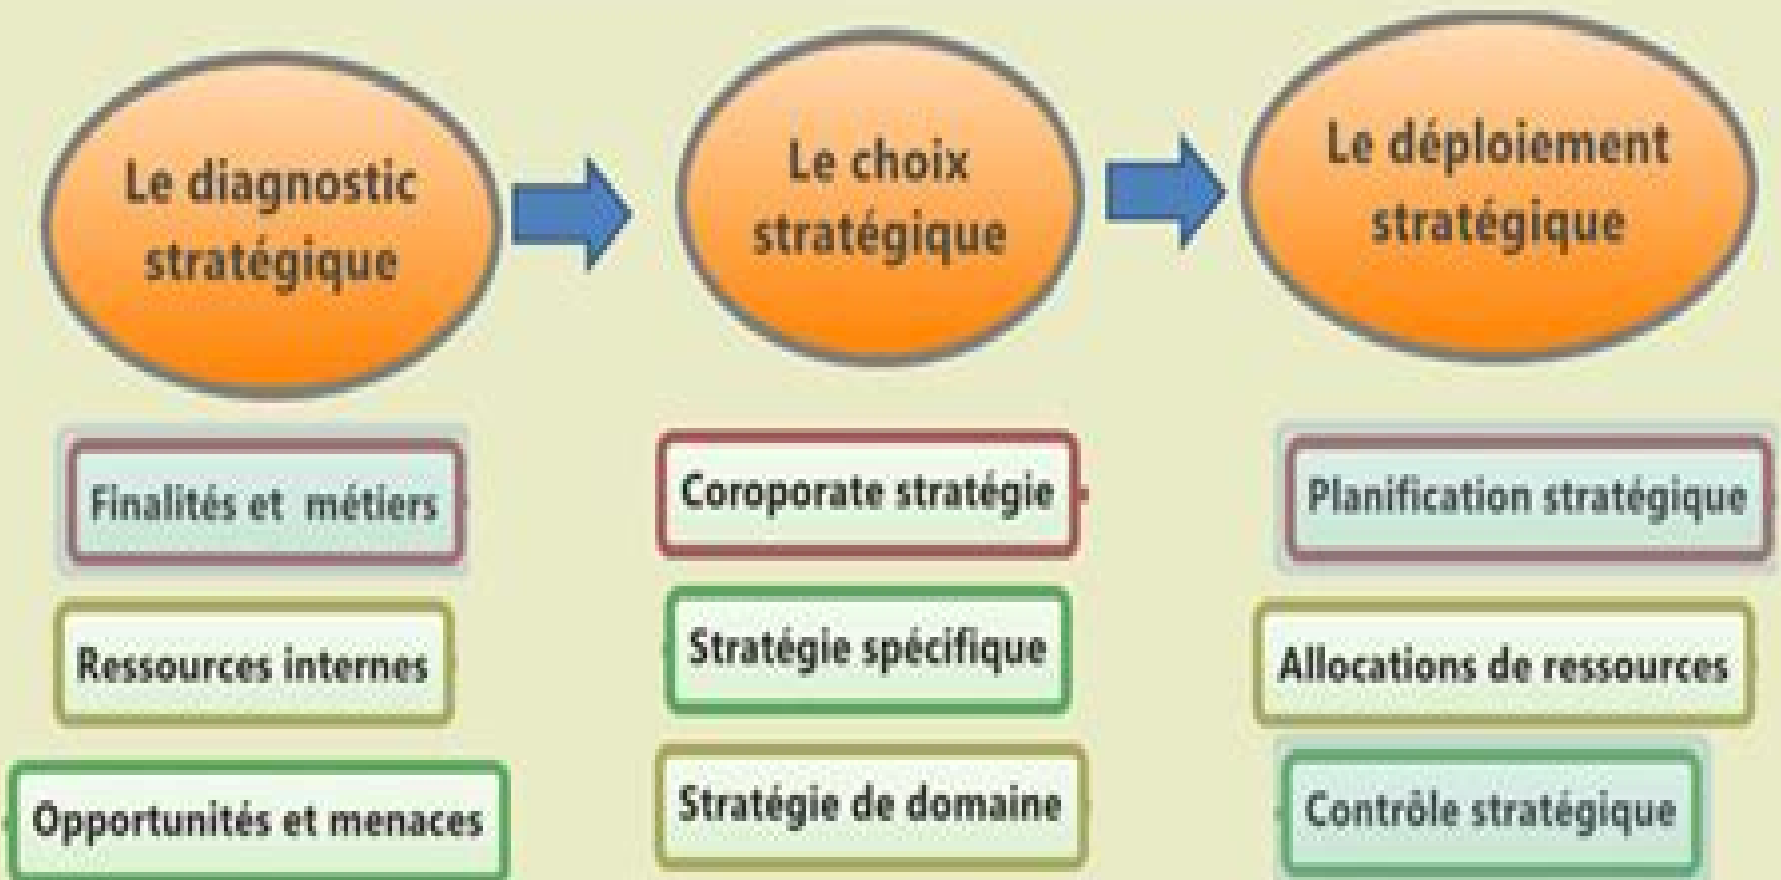 Le diagnostic
stratégique
Le choix
stratégique
Le déploiement
stratégique
Finalités et métiers
Ressources internes
Opportunités et menaces
Coroporate stratégie
Stratégie spécifique
Stratégie de domaine
Planification stratégique
Allocations de ressources
Contrôle stratégique